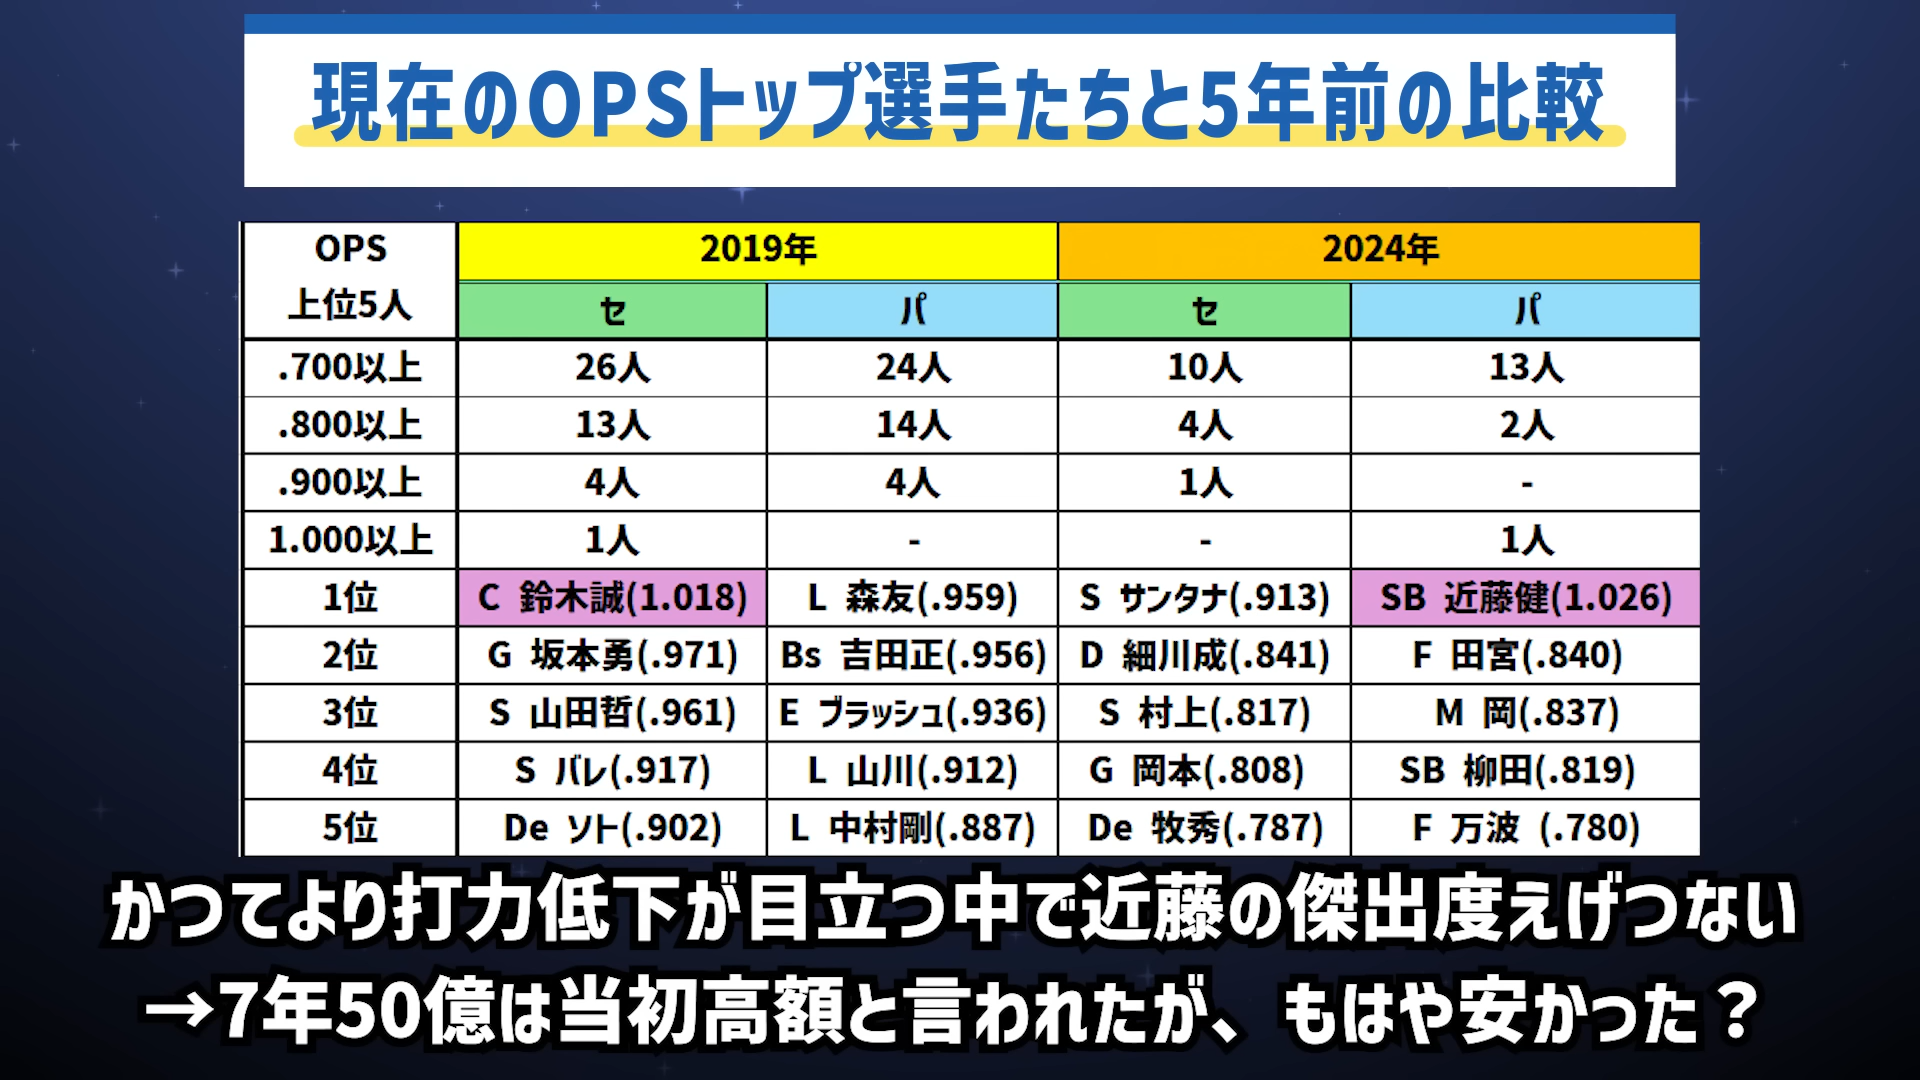 現在のOPSトップ選手たちと5年前の比較
OPS 上位5人 2019年 2024年
セ パ セ パ
.700以上 26人 24人 10人 13人
.800以上 13人 14人 4人 2人
.900以上 4人 4人 1人 -
1.000以上 1人 - - 1人
1位 C 鈴木誠(1.018) L 森友(.959) S サンタナ(.913) SB 近藤健(1.026)
2位 G 坂本勇(.971) Bs 吉田正(.956) D 細川成(.841) F 田宮(.840)
3位 S 山田哲(.961) E ブラッシュ(.936) S 村上(.817) M 岡(.837)
4位 S バレ(.917) L 山川(.912) G 岡本(.808) SB 柳田(.819)
5位 De ソト(.902) L 中村剛(.887) De 牧秀(.787) F 万波 (.780)
かつてより打力低下が目立つ中で近藤の傑出度えげつない
→7年50億は当初高額と言われたが、もはや安かった？